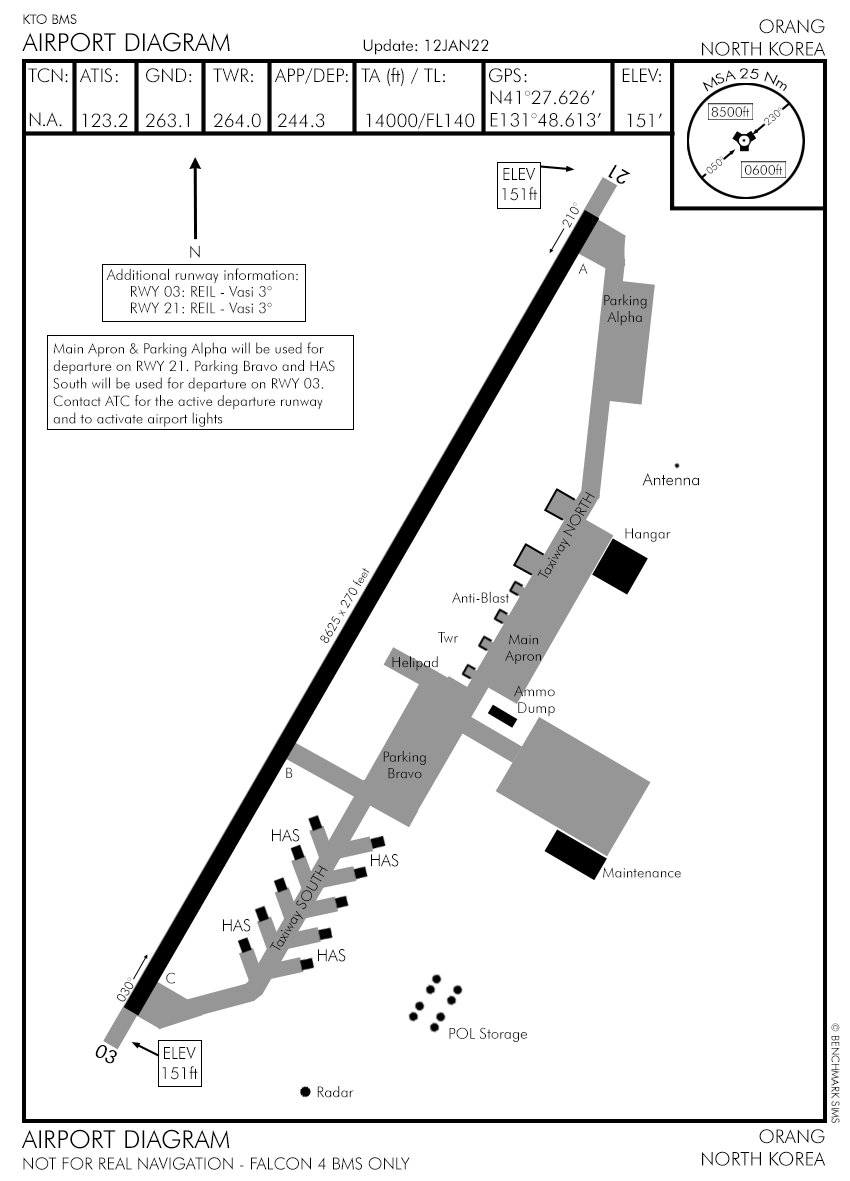 KTO BMS
AIRPORT DIAGRAM
Update: 12JAN22
ORANG
NORTH KOREA
TCN:
N.A.
ATIS:
123.2
GND:
263.1
TWR:
264.0
APP/DEP:
244.3
TA (ft) / TL:
14000/FL140
GPS:
N41°27.626’
E131°48.613’
ELEV:
151’
MSA 25 Nm
8500ft
230°
050°
0600ft
N
Additional runway information:
RWY 03: REIL - Vasi 3°
RWY 21: REIL - Vasi 3°
Main Apron & Parking Alpha will be used for
departure on RWY 21. Parking Bravo and HAS
South will be used for departure on RWY 03.
Contact ATC for the active departure runway
and to activate airport lights
ELEV
151ft
21
210°
A
Parking
Alpha
Antenna
Taxiway NORTH
Hangar
8625 x 270 feet
Anti-Blast
Twr
Main
Apron
Helipad
Ammo
Dump
Parking
Bravo
B
HAS
HAS
Maintenance
Taxiway SOUTH
HAS
HAS
C
030°
03
ELEV
151ft
POL Storage
Radar
© BENCHMARK SIMS
AIRPORT DIAGRAM
NOT FOR REAL NAVIGATION - FALCON 4 BMS ONLY
ORANG
NORTH KOREA